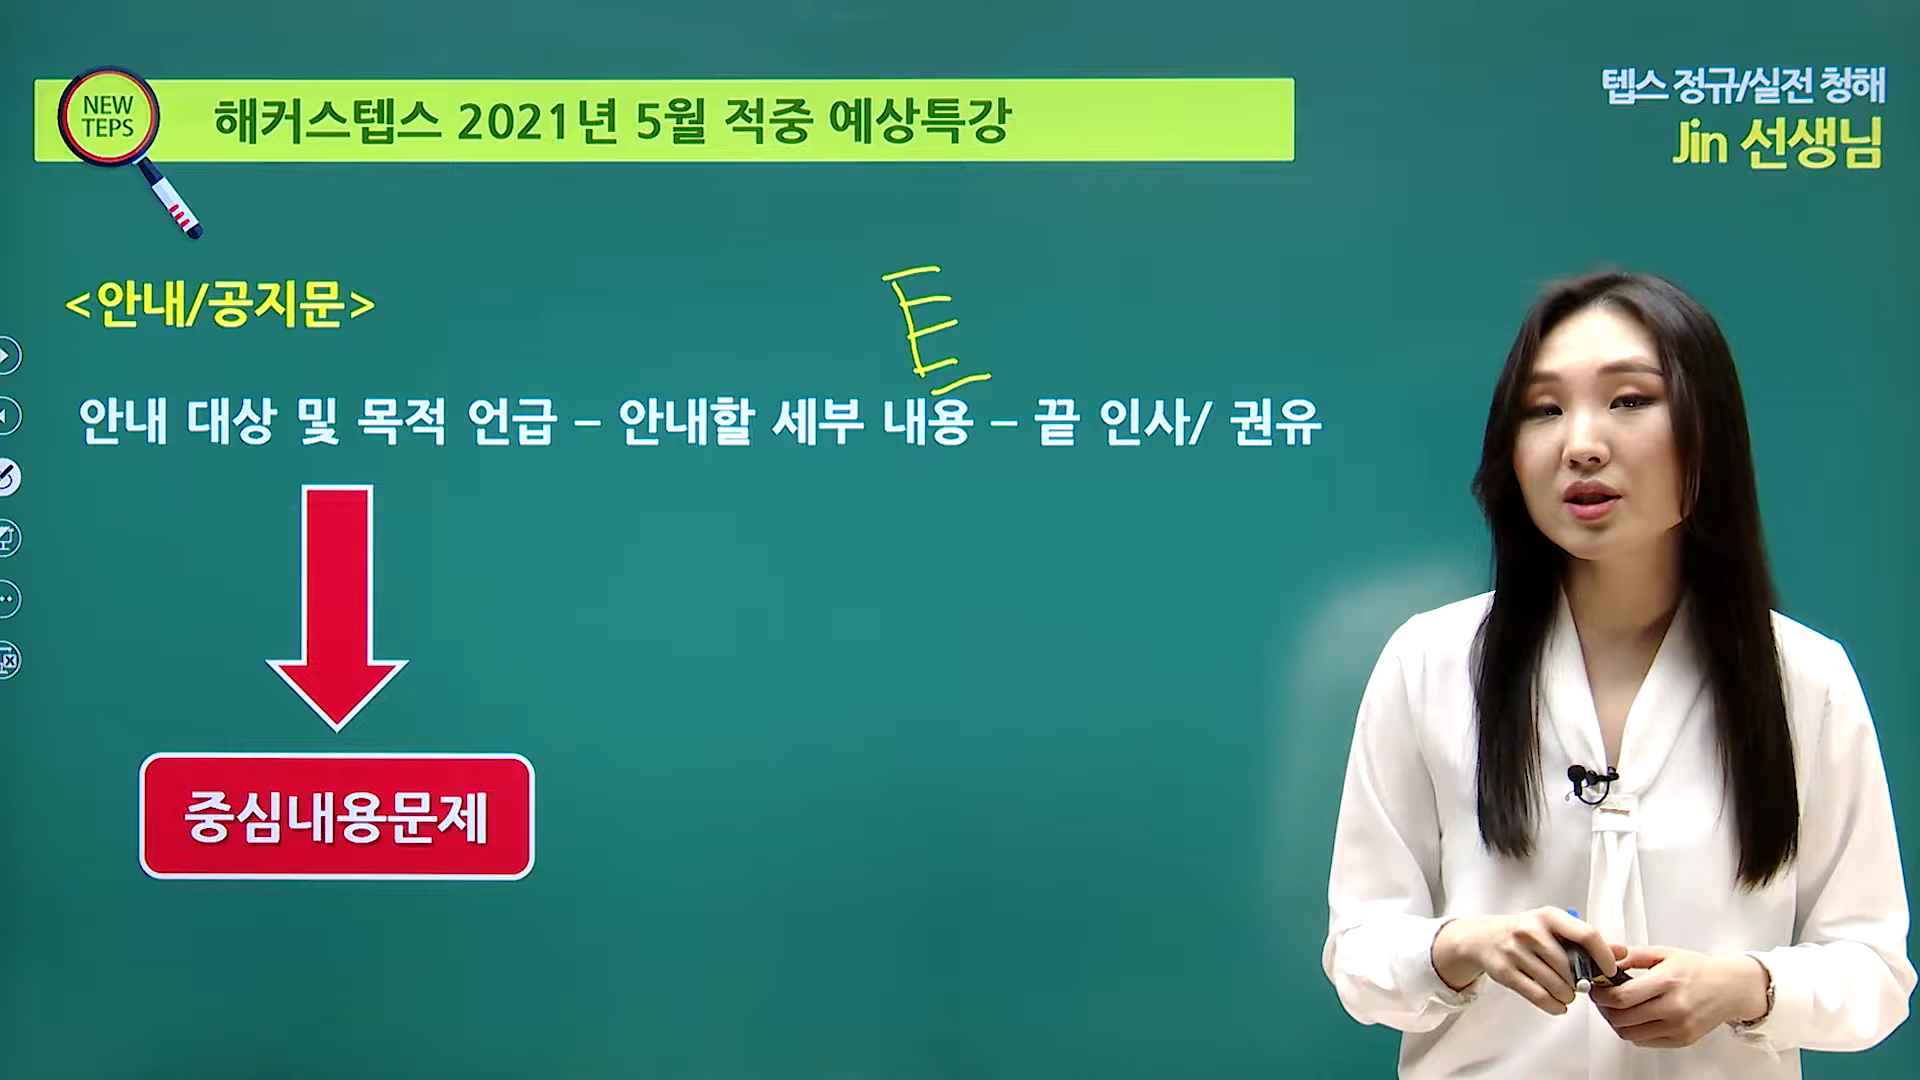 NEW
TEPS
해커스텝스 2021년 5월 적중 예상특강
텝스 정규/실전 청해
Jin 선생님
<안내/공지문>
안내 대상 및 목적 언급 – 안내할 세부 내용 – 끝 인사/ 권유
중심내용문제